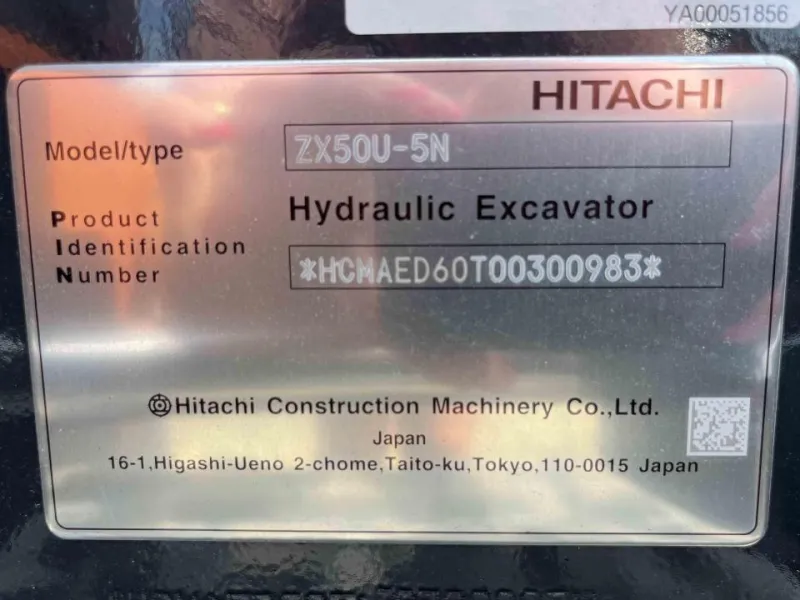 YA00051856
HITACHI
Model/type ZX50U-5N
Hydraulic Excavator
Product
Identification
Number *HCMAED60T00300983*
Hitachi Construction Machinery Co.,Ltd.
Japan
16-1,Higashi-Ueno 2-chome,Taito-ku,Tokyo,110-0015 Japan